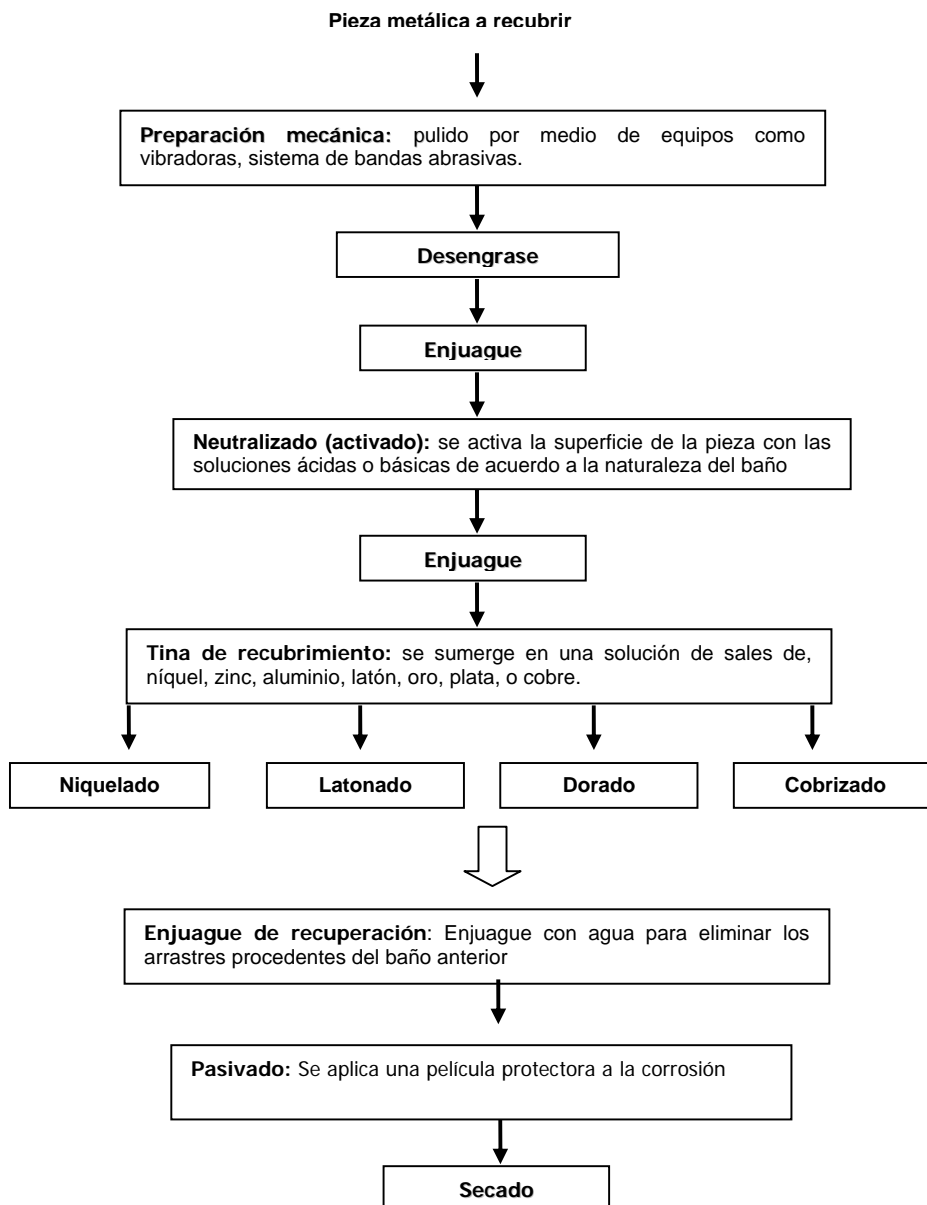 Pieza metálica a recubrir
Preparación mecánica: pulido por medio de equipos como
vibradoras, sistema de bandas abrasivas.
Desengrase
Enjuague
Neutralizado (activado): se activa la superficie de la pieza con las
soluciones ácidas o básicas de acuerdo a la naturaleza del baño
Enjuague
Tina de recubrimiento: se sumerge en una solución de sales de,
níquel, zinc, aluminio, latón, oro, plata, o cobre.
Niquelado
Latonado
Dorado
Cobrizado
Enjuague de recuperación: Enjuague con agua para eliminar los
arrastres procedentes del baño anterior
Pasivado: Se aplica una película protectora a la corrosión
Secado